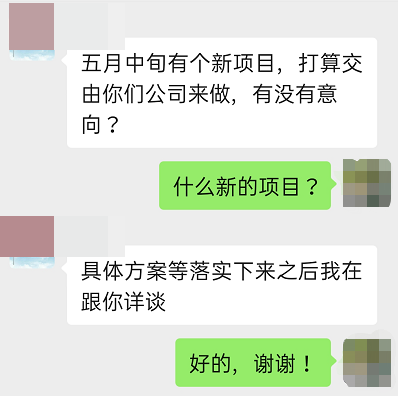 五月中旬有个新项目，打算交
由你们公司来做，有没有意
向？
什么新的项目？
具体方案等落实下来之后我在
跟你详谈
好的，谢谢！